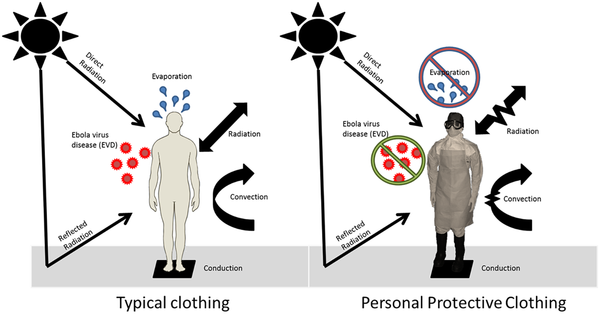 Direct
Radiation
Evaporation
Ebola virus
disease (EVD)
Radiation
Convection
Reflected
Radiation
Conduction
Typical clothing
Direct
Radiation
Evaporation
Ebola virus
disease (EVD)
Radiation
Convection
Reflected
Radiation
Conduction
Personal Protective Clothing